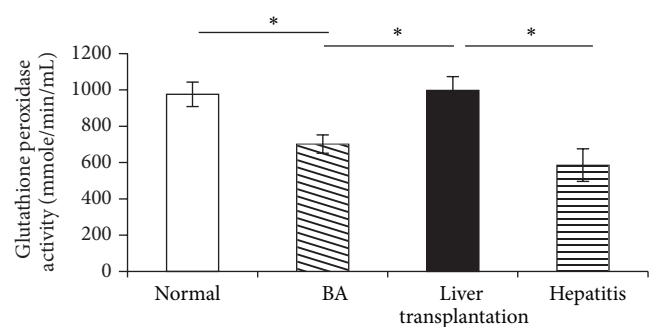 * * *
Glutathione peroxidase
activity (mmole/min/mL)
1200
1000
800
600
400
200
0
Normal BA Liver Hepatitis
transplantation